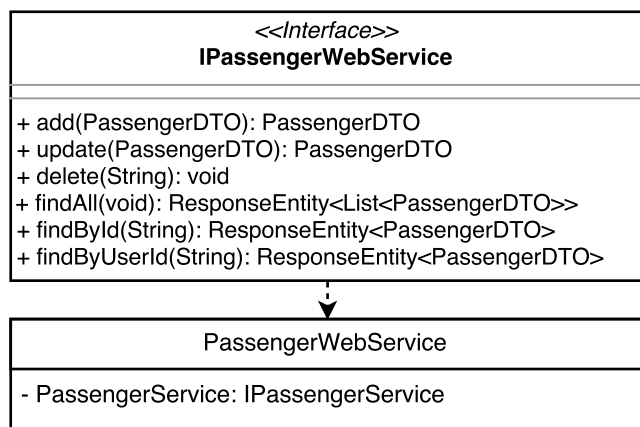 <<Interface>>
IPassengerWebService
+ add(PassengerDTO): PassengerDTO
+ update(PassengerDTO): PassengerDTO
+ delete(String): void
+ findAll(void): ResponseEntity<List<PassengerDTO>>
+ findById(String): ResponseEntity<PassengerDTO>
+ findByUserId(String): ResponseEntity<PassengerDTO>
PassengerWebService
- PassengerService: IPassengerService